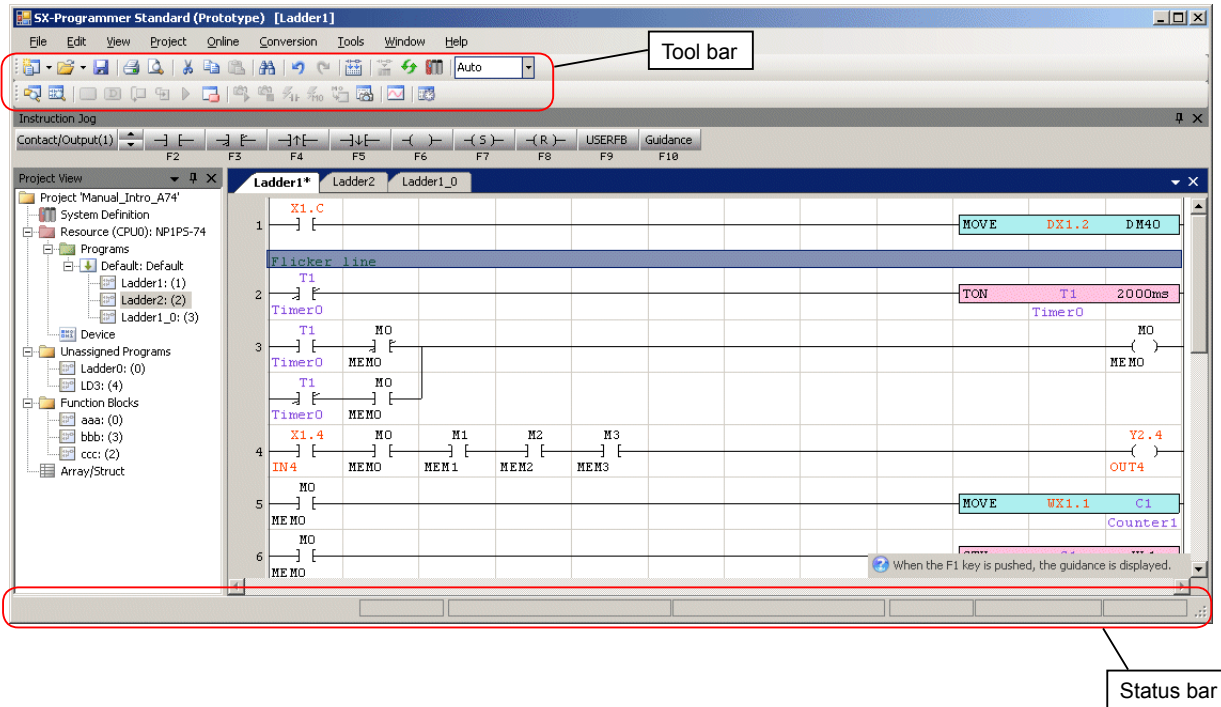 SX-Programmer Standard (Prototype) [Ladder1]
File Edit View Project Online Conversion Tools Window Help
Tool bar
Auto
Instruction Jog
Contact/Output(1) ( ) (S) (R) USERFB Guidance
F2 F3 F4 F5 F6 F7 F8 F9 F10
Project View
Project 'Manual_Intro_A74'
System Definition
Resource (CPU0): NP1PS-74
Programs
Default: Default
Ladder1: (1)
Ladder2: (2)
Ladder1_0: (3)
Device
Unassigned Programs
Ladder0: (0)
LD3: (4)
Function Blocks
aaa: (0)
bbb: (3)
ccc: (2)
Array/Struct
Ladder1* Ladder2 Ladder1_0
X1.C
1 MOVE DX1.2 DM40
Flicker line
T1
2 TON T1 2000ms
Timer0 Timer0
T1 M0 M0
3
Timer0 MEM0 MEM0
T1 M0
Timer0 MEM0
X1.4 M0 M1 M2 M3 Y2.4
4
IN4 MEM0 MEM1 MEM2 MEM3 OUT4
M0
5 MOVE WX1.1 C1
MEM0 Counter1
M0
6
MEM0
When the F1 key is pushed, the guidance is displayed.
Status bar